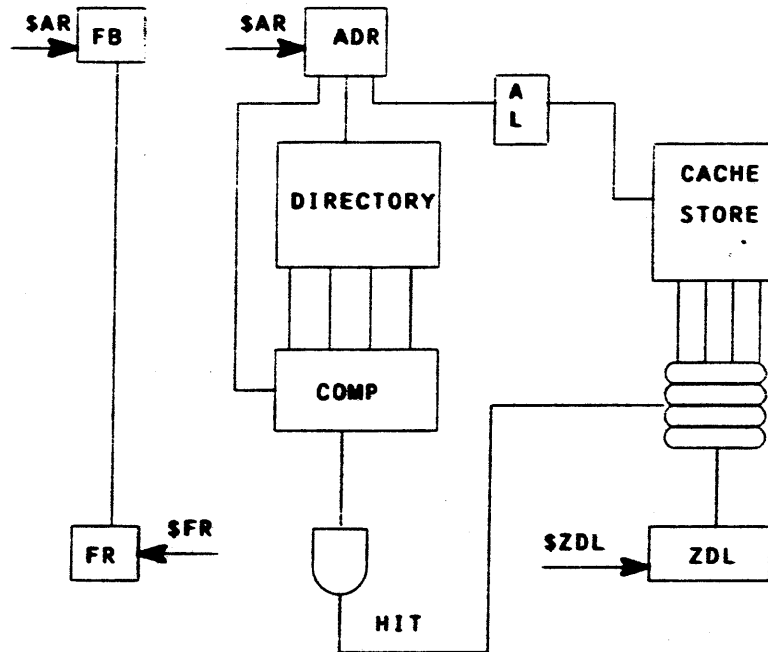 $AR
FB
$AR
ADR
A
L
CACHE
STORE
DIRECTORY
COMP
$FR
FR
$ZDL
ZDL
HIT